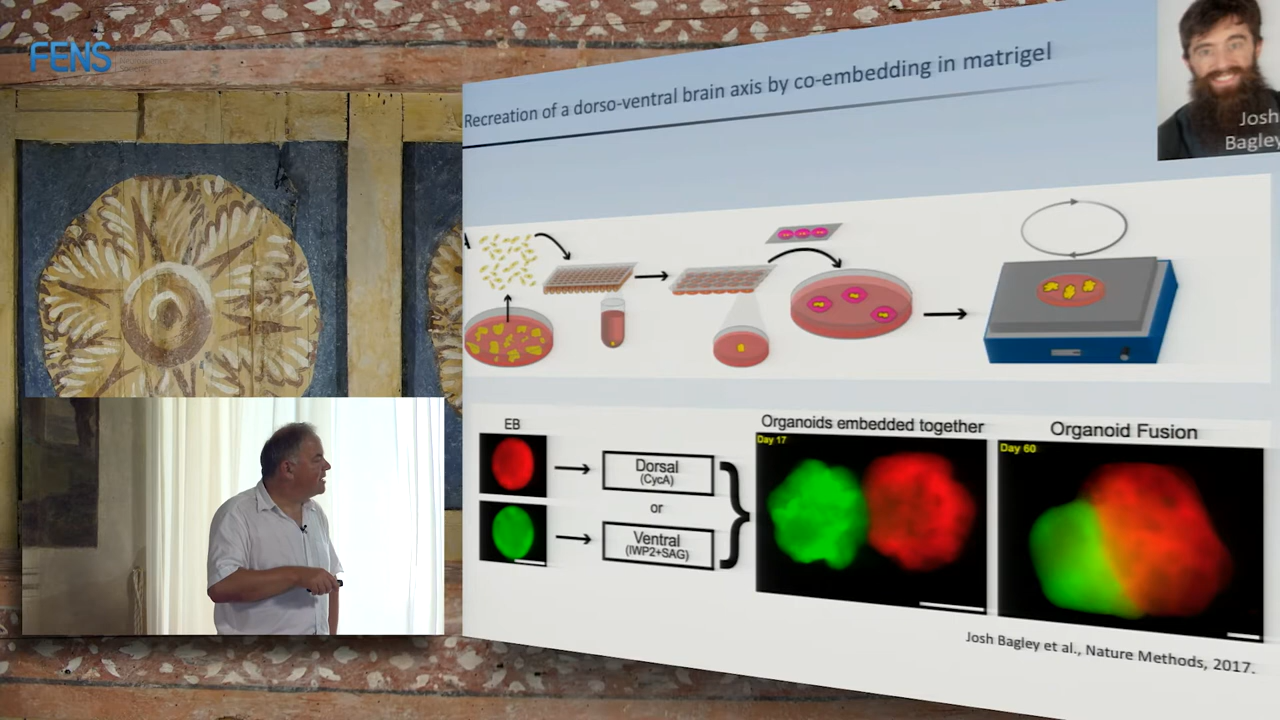 FENS
Recreation of a dorso-ventral brain axis by co-embedding in matrigel
Josh
Bagley
EB
Dorsal
(CycA)
or
Ventral
(IWP2+SAG)
Organoids embedded together
Day 17
Organoid Fusion
Day 60
Josh Bagley et al., Nature Methods, 2017.